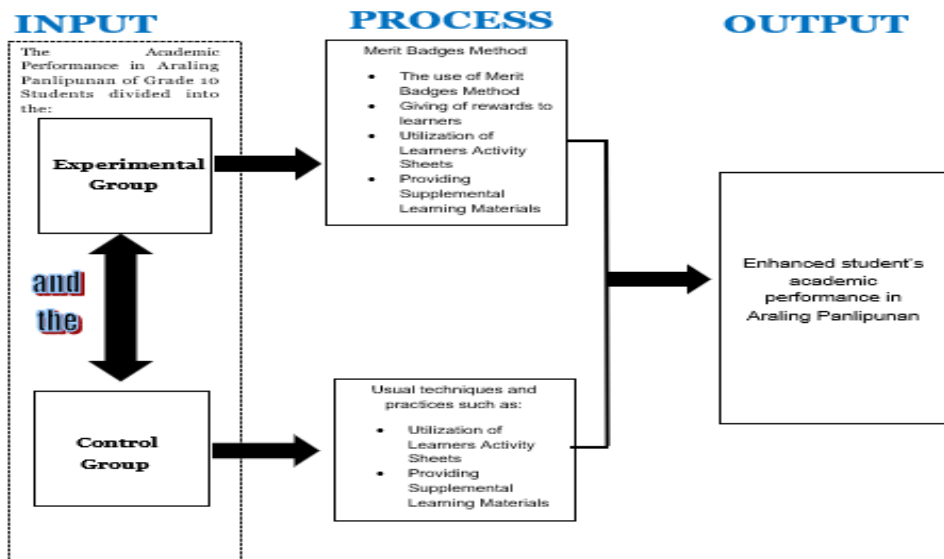 INPUT
PROCESS
OUTPUT
The Academic
Performance in Araling
Panlipunan of Grade 10
Students divided into
the:
Experimental
Group
and
the
Control
Group
Merit Badges Method
• The use of Merit
Badges Method
• Giving of rewards to
learners
• Utilization of
Learners Activity
Sheets
• Providing
Supplemental
Learning Materials
Usual techniques and
practices such as:
• Utilization of
Learners Activity
Sheets
• Providing
Supplemental
Learning Materials
Enhanced student's
academic
performance in
Araling Panlipunan